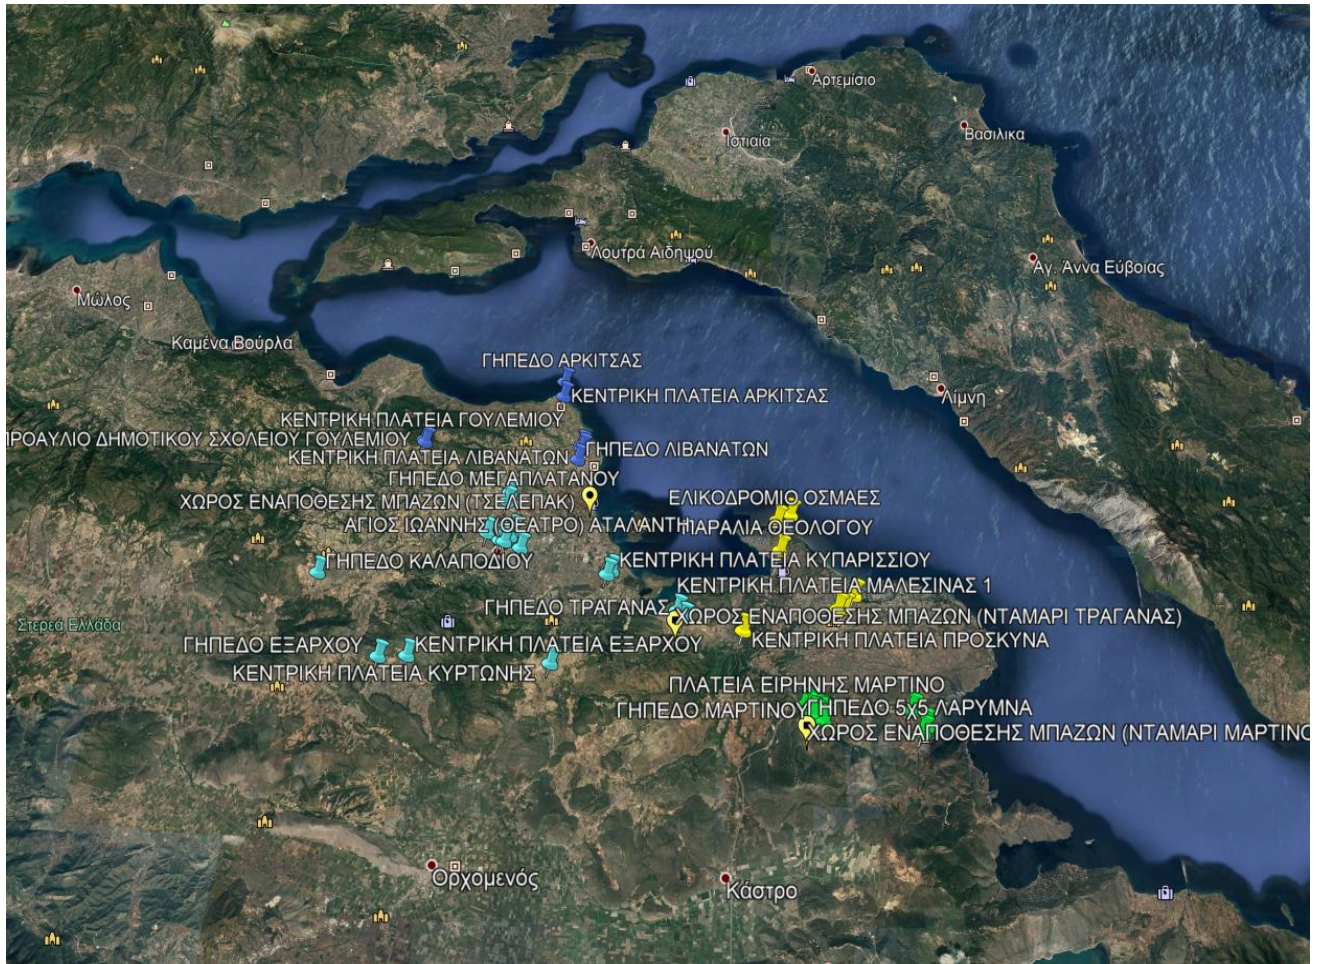 Αρτεμίσιο
Ιστιαία
Βασιλικα
Λουτρά Αιδηψού
Αγ. Άννα Εύβοιας
Μώλος
Καμένα Βούρλα
ΓΗΠΕΔΟ ΑΡΚΙΤΣΑΣ
Λίμνη
ΚΕΝΤΡΙΚΗ ΠΛΑΤΕΙΑ ΑΡΚΙΤΣΑΣ
ΚΕΝΤΡΙΚΗ ΠΛΑΤΕΙΑ ΓΟΥΛΕΜΙΟΥ
ΠΡΟΑΥΛΙΟ ΔΗΜΟΤΙΚΟΥ ΣΧΟΛΕΙΟΥ ΓΟΥΛΕΜΙΟΥ
ΓΗΠΕΔΟ ΛΙΒΑΝΑΤΩΝ
ΚΕΝΤΡΙΚΗ ΠΛΑΤΕΙΑ ΛΙΒΑΝΑΤΩΝ
ΓΗΠΕΔΟ ΜΕΓΑΠΛΑΤΑΝΟΥ
ΧΩΡΟΣ ΕΝΑΠΟΘΕΣΗΣ ΜΠΑΖΩΝ (ΤΣΕΛΕΠΑΚ)
ΕΛΙΚΟΔΡΟΜΙΟ ΟΣΜΑΕΣ
ΑΓΙΟΣ ΙΩΑΝΝΗΣ (ΘΕΑΤΡΟ) ΑΤΑΛΑΝΤΗ
ΠΑΡΑΛΙΑ ΘΕΟΛΟΓΟΥ
ΓΗΠΕΔΟ ΚΑΛΑΠΟΔΙΟΥ
ΚΕΝΤΡΙΚΗ ΠΛΑΤΕΙΑ ΚΥΠΑΡΙΣΣΙΟΥ
ΚΕΝΤΡΙΚΗ ΠΛΑΤΕΙΑ ΜΑΛΕΣΙΝΑΣ 1
ΓΗΠΕΔΟ ΤΡΑΓΑΝΑΣ
ΧΩΡΟΣ ΕΝΑΠΟΘΕΣΗΣ ΜΠΑΖΩΝ (ΝΤΑΜΑΡΙ ΤΡΑΓΑΝΑΣ)
Στερεά Ελλάδα
ΚΕΝΤΡΙΚΗ ΠΛΑΤΕΙΑ ΠΡΟΣΚΥΝΑ
ΓΗΠΕΔΟ ΕΞΑΡΧΟΥ
ΚΕΝΤΡΙΚΗ ΠΛΑΤΕΙΑ ΕΞΑΡΧΟΥ
ΚΕΝΤΡΙΚΗ ΠΛΑΤΕΙΑ ΚΥΡΤΩΝΗΣ
ΠΛΑΤΕΙΑ ΕΙΡΗΝΗΣ ΜΑΡΤΙΝΟ
ΓΗΠΕΔΟ ΜΑΡΤΙΝΟΥ
ΓΗΠΕΔΟ 5x5 ΛΑΡΥΜΝΑ
ΧΩΡΟΣ ΕΝΑΠΟΘΕΣΗΣ ΜΠΑΖΩΝ (ΝΤΑΜΑΡΙ ΜΑΡΤΙΝΟ
Ορχομενός
Κάστρο